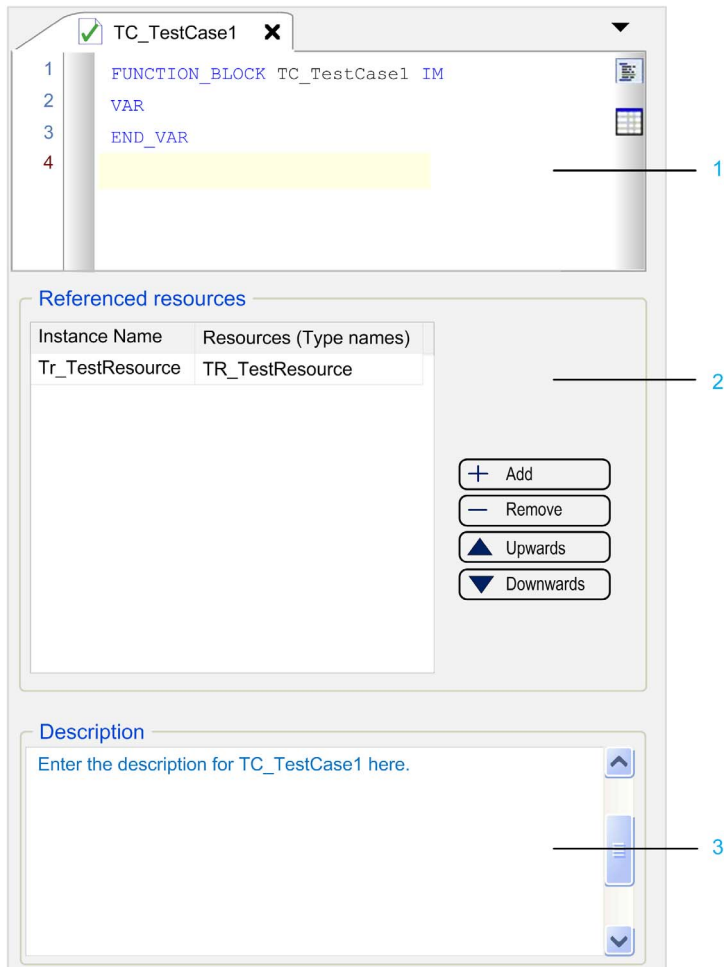 TC_TestCase1
1 FUNCTION_BLOCK TC_TestCase1 IM
2 VAR
3 END_VAR
4
1
Referenced resources
Instance Name Resources (Type names)
Tr_TestResource TR_TestResource
2
Add
Remove
Upwards
Downwards
Description
Enter the description for TC_TestCase1 here.
3